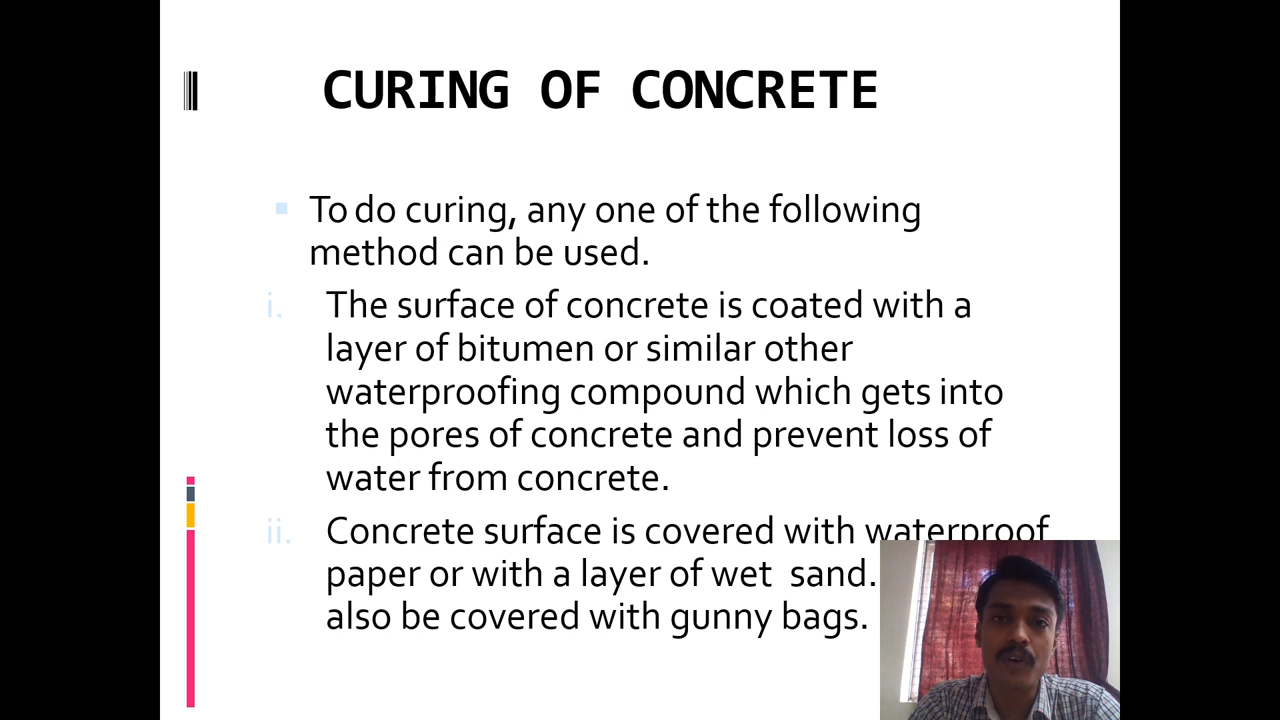 CURING OF CONCRETE
To do curing, any one of the following
method can be used.
i. The surface of concrete is coated with a
layer of bitumen or similar other
waterproofing compound which gets into
the pores of concrete and prevent loss of
water from concrete.
ii. Concrete surface is covered with waterproof
paper or with a layer of wet sand.
also be covered with gunny bags.